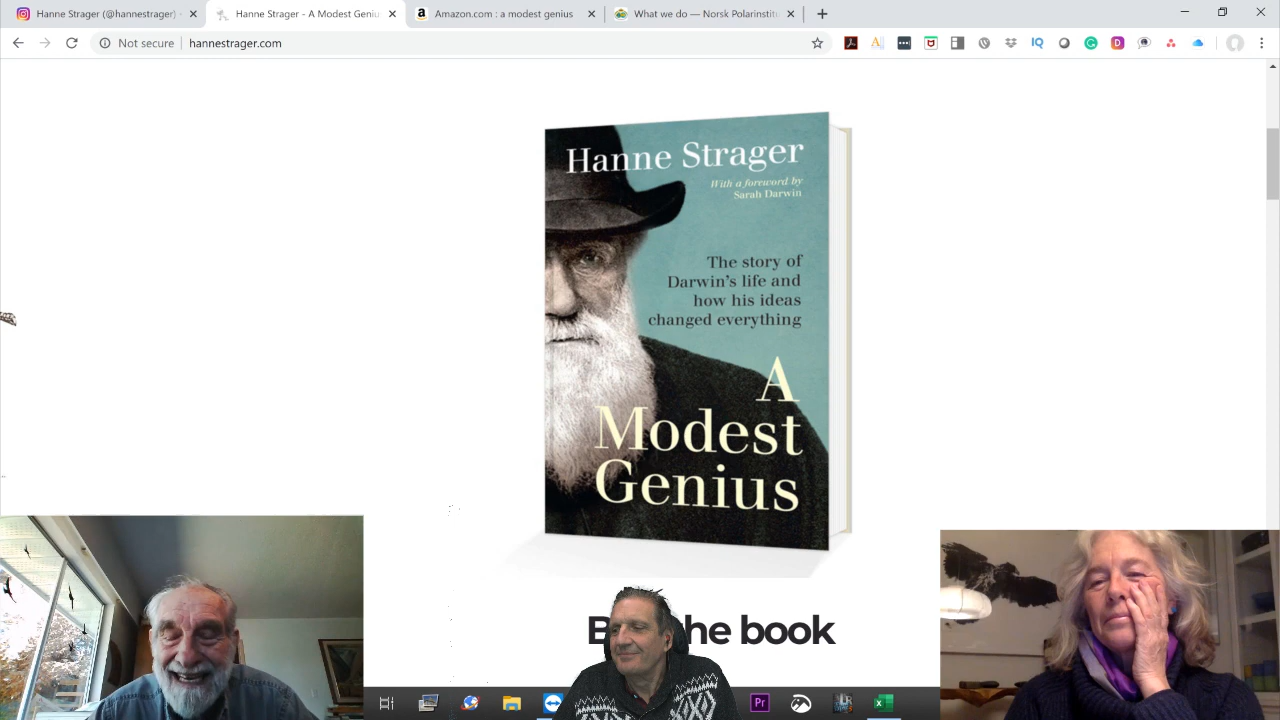 Hanne Strager (@hannestrager) -
Hanne Strager - A Modest Geniu
Amazon.com : a modest genius
What we do — Norsk Polarinstitu
Not secure
hannestrager.com
Hanne Strager
With a foreword by
Sarah Darwin
The story of
Darwin's life and
how his ideas
changed everything
A
Modest
Genius
he book
IQ
Pr